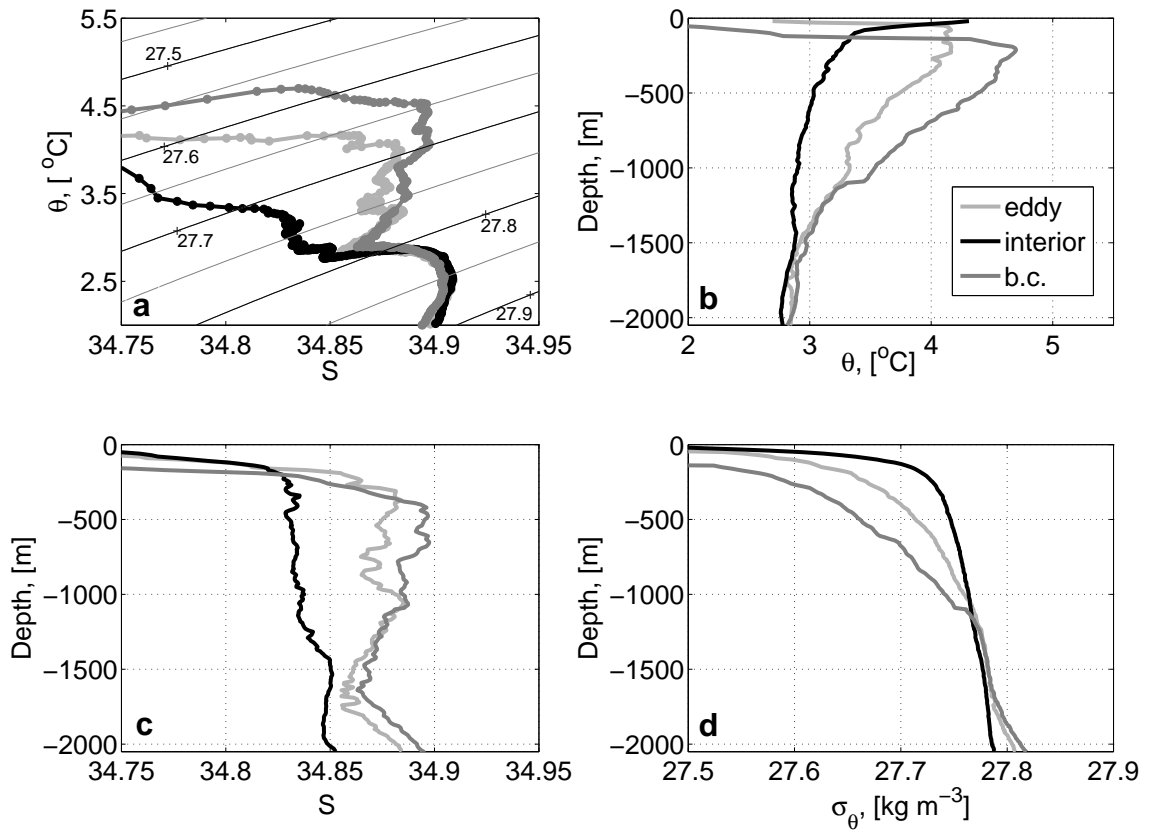 5.5
4.5
3.5
2.5
θ, [ °C]
27.5
27.6
27.7
27.8
27.9
a
34.75 34.8 34.85 34.9 34.95
S
0
−500
−1000
−1500
−2000
Depth, [m]
eddy
interior
b.c.
b
2 3 4 5
θ, [°C]
0
−500
−1000
−1500
−2000
Depth, [m]
c
34.75 34.8 34.85 34.9 34.95
S
0
−500
−1000
−1500
−2000
Depth, [m]
d
27.5 27.6 27.7 27.8 27.9
σθ, [kg m⁻³]